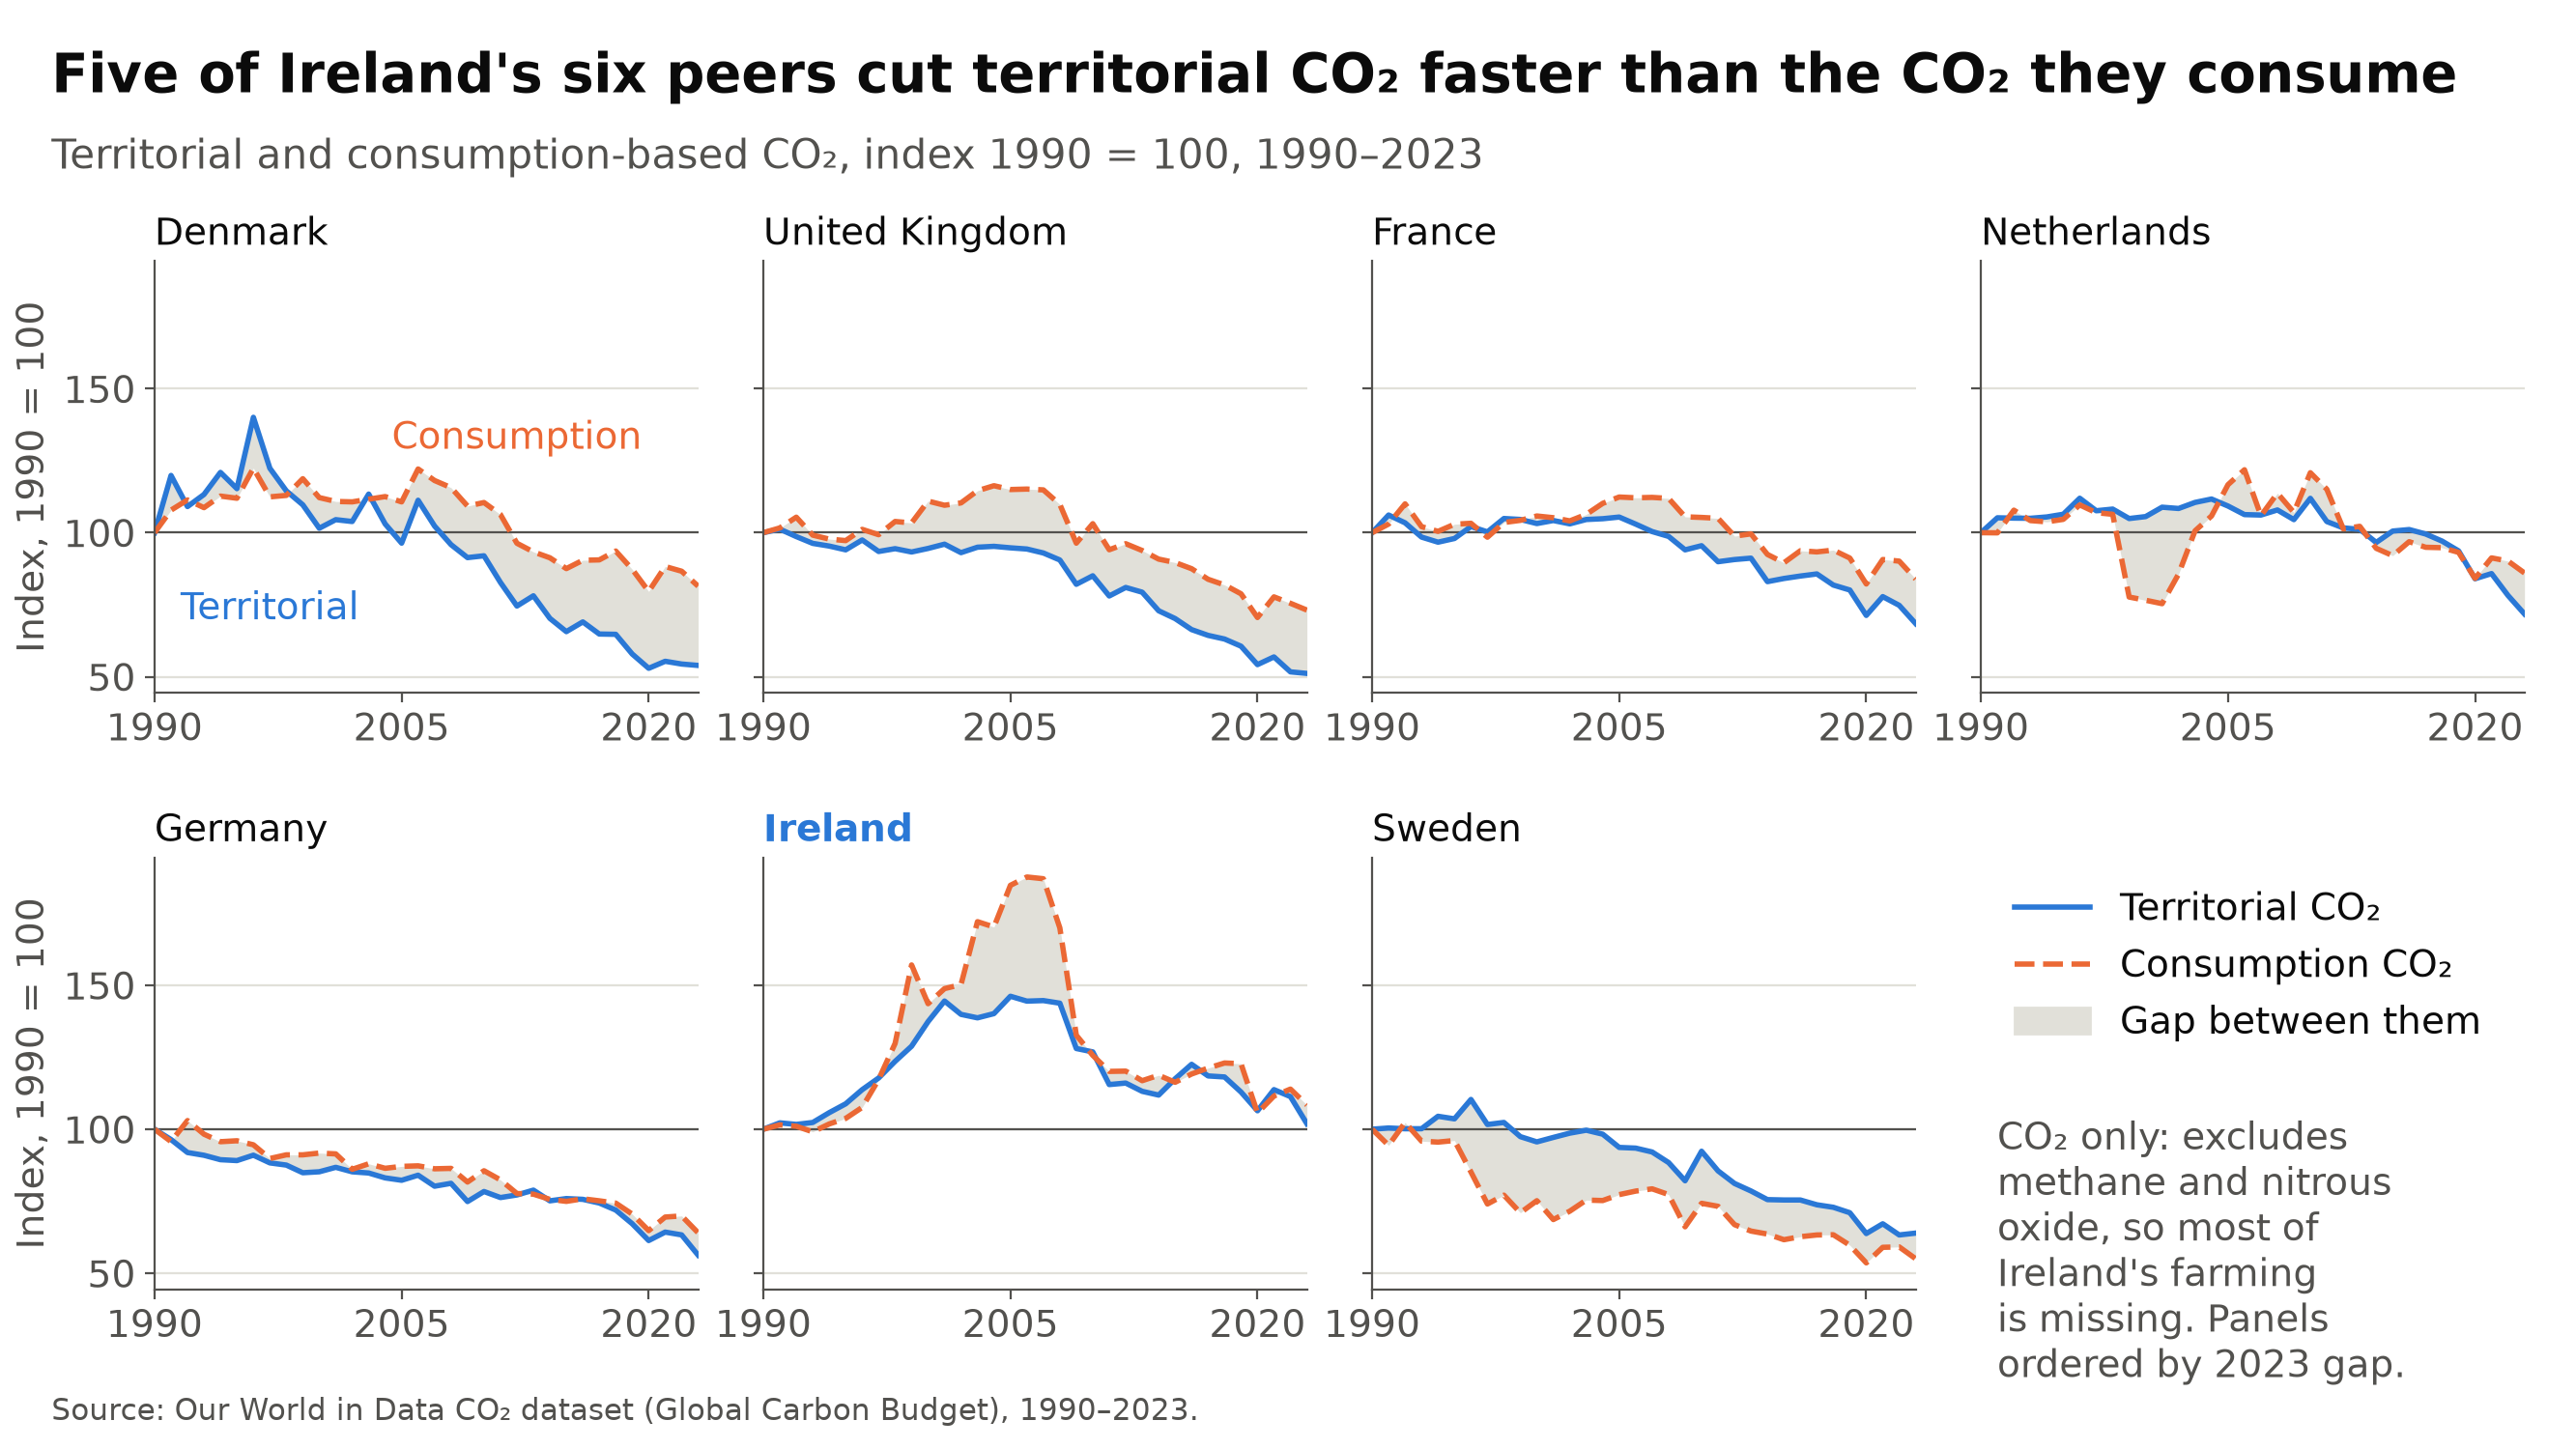 Five of Ireland's six peers cut territorial CO₂ faster than the CO₂ they consume
Territorial and consumption-based CO₂, index 1990 = 100, 1990–2023
Denmark
Index, 1990 = 100
150
100
50
Consumption
Territorial
1990 2005 2020
United Kingdom
1990 2005 2020
France
1990 2005 2020
Netherlands
1990 2005 2020
Germany
Index, 1990 = 100
150
100
50
1990 2005 2020
Ireland
1990 2005 2020
Sweden
1990 2005 2020
Territorial CO₂
Consumption CO₂
Gap between them
CO₂ only: excludes
methane and nitrous
oxide, so most of
Ireland's farming
is missing. Panels
ordered by 2023 gap.
Source: Our World in Data CO₂ dataset (Global Carbon Budget), 1990–2023.